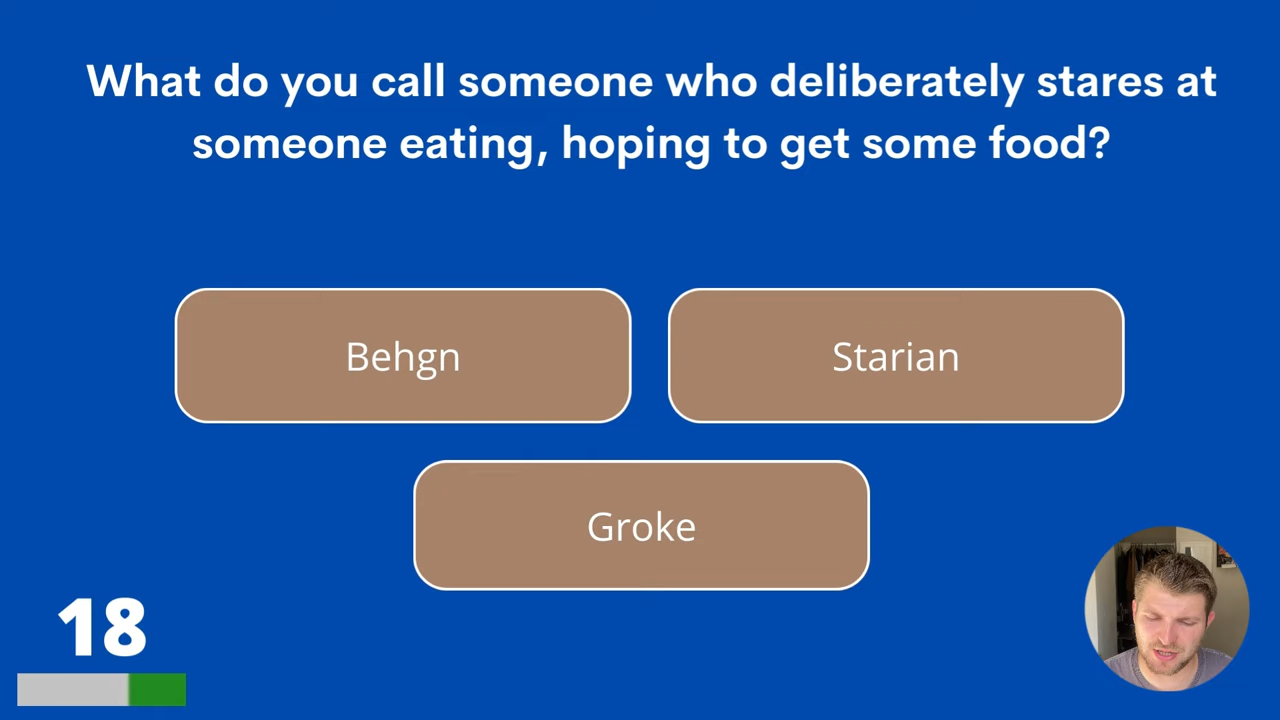 What do you call someone who deliberately stares at
someone eating, hoping to get some food?
Behgn
Starian
Groke
18